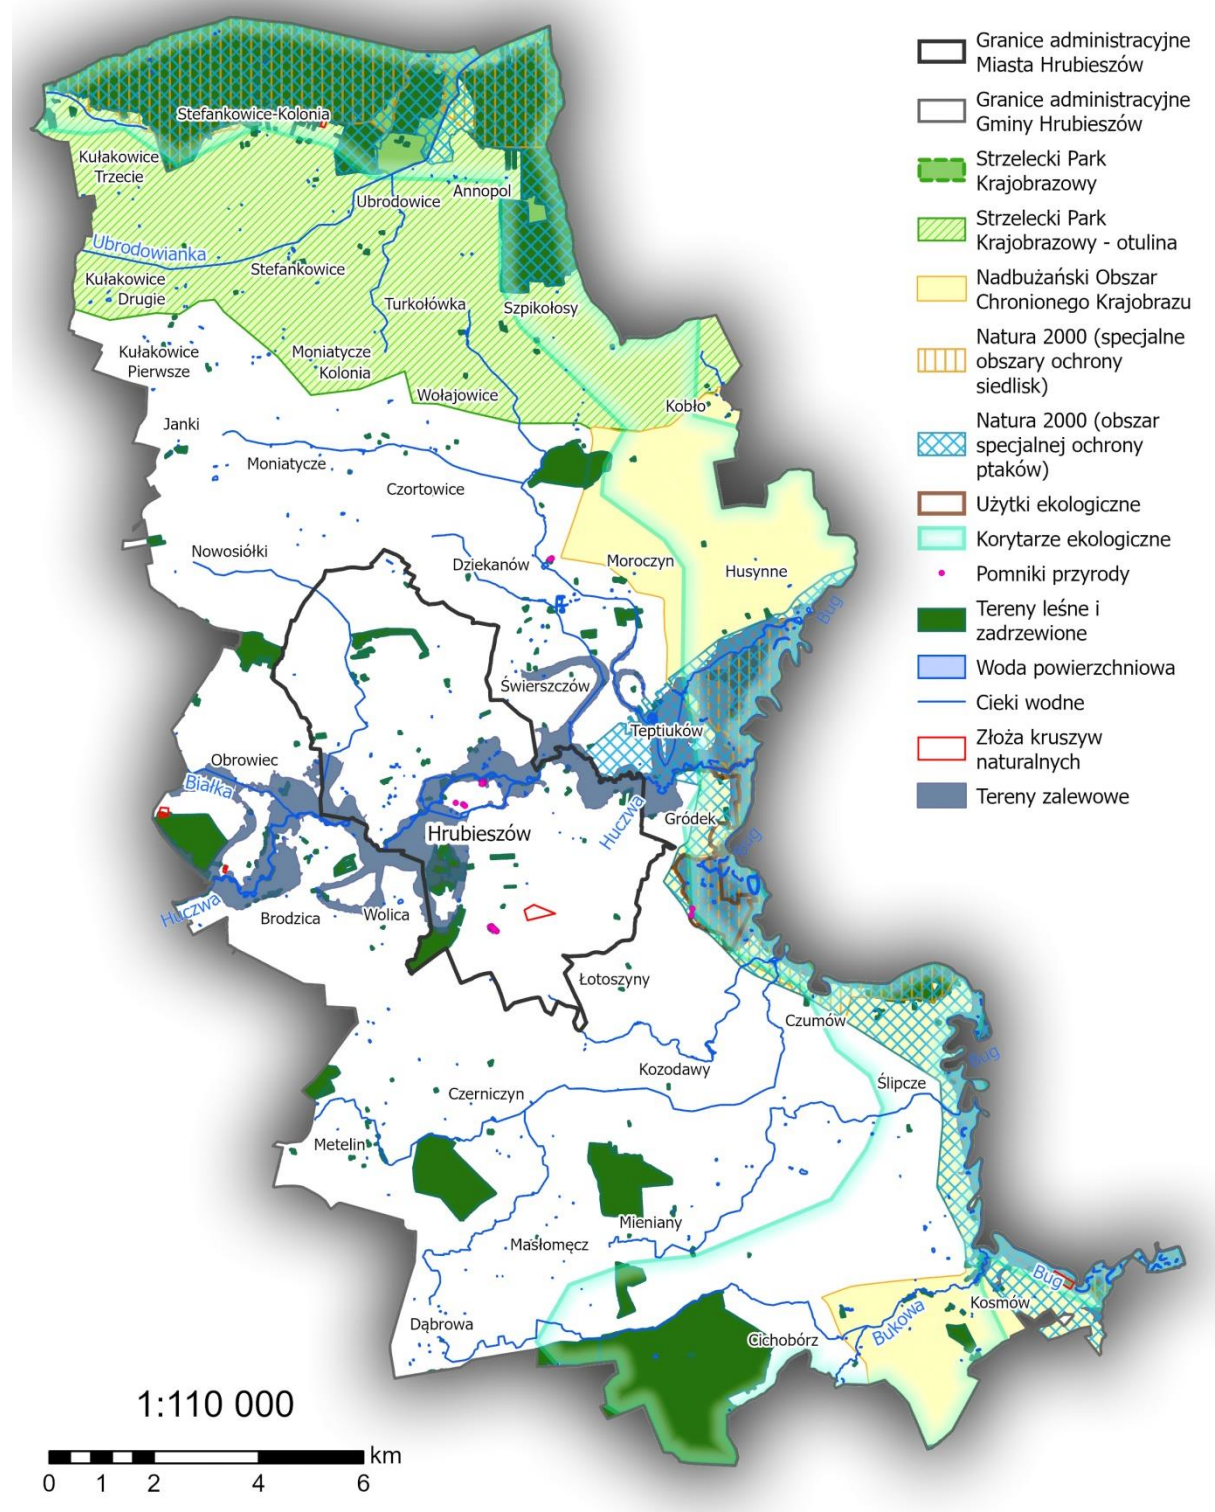 Granice administracyjne
Miasta Hrubieszów
Granice administracyjne
Gminy Hrubieszów
Strzelecki Park
Krajobrazowy
Strzelecki Park
Krajobrazowy - otulina
Nadbużański Obszar
Chronionego Krajobrazu
Natura 2000 (specjalne
obszary ochrony
siedlisk)
Natura 2000 (obszar
specjalnej ochrony
ptaków)
Użytki ekologiczne
Korytarze ekologiczne
Pomniki przyrody
Tereny leśne i
zadrzewione
Woda powierzchniowa
Cieki wodne
Złoża kruszyw
naturalnych
Tereny zalewowe
Stefankowice-Kolonia
Kułakowice
Trzecie
Annopol
Ubrodowice
Ubrodowianka
Stefankowice
Kułakowice
Drugie
Turkołówka
Szpikołosy
Kułakowice
Pierwsze
Moniatycze
Kolonia
Wołajowice
Kobło
Janki
Moniatycze
Czortowice
Nowosiółki
Dziekanów
Moroczyn
Husynne
Bug
Świerszczów
Teptiuków
Obrowiec
Białka
Huczwa
Gródek
Hrubieszów
Bug
Huczwa
Brodzica
Wolica
Łotoszyny
Czumów
Bug
Kozodawy
Ślipcze
Czerniczyn
Metelin
Mieniany
Masłomęcz
Bug
Kosmów
Dąbrowa
Cichobórz
Bukowa
1:110 000
km
0 1 2 4 6